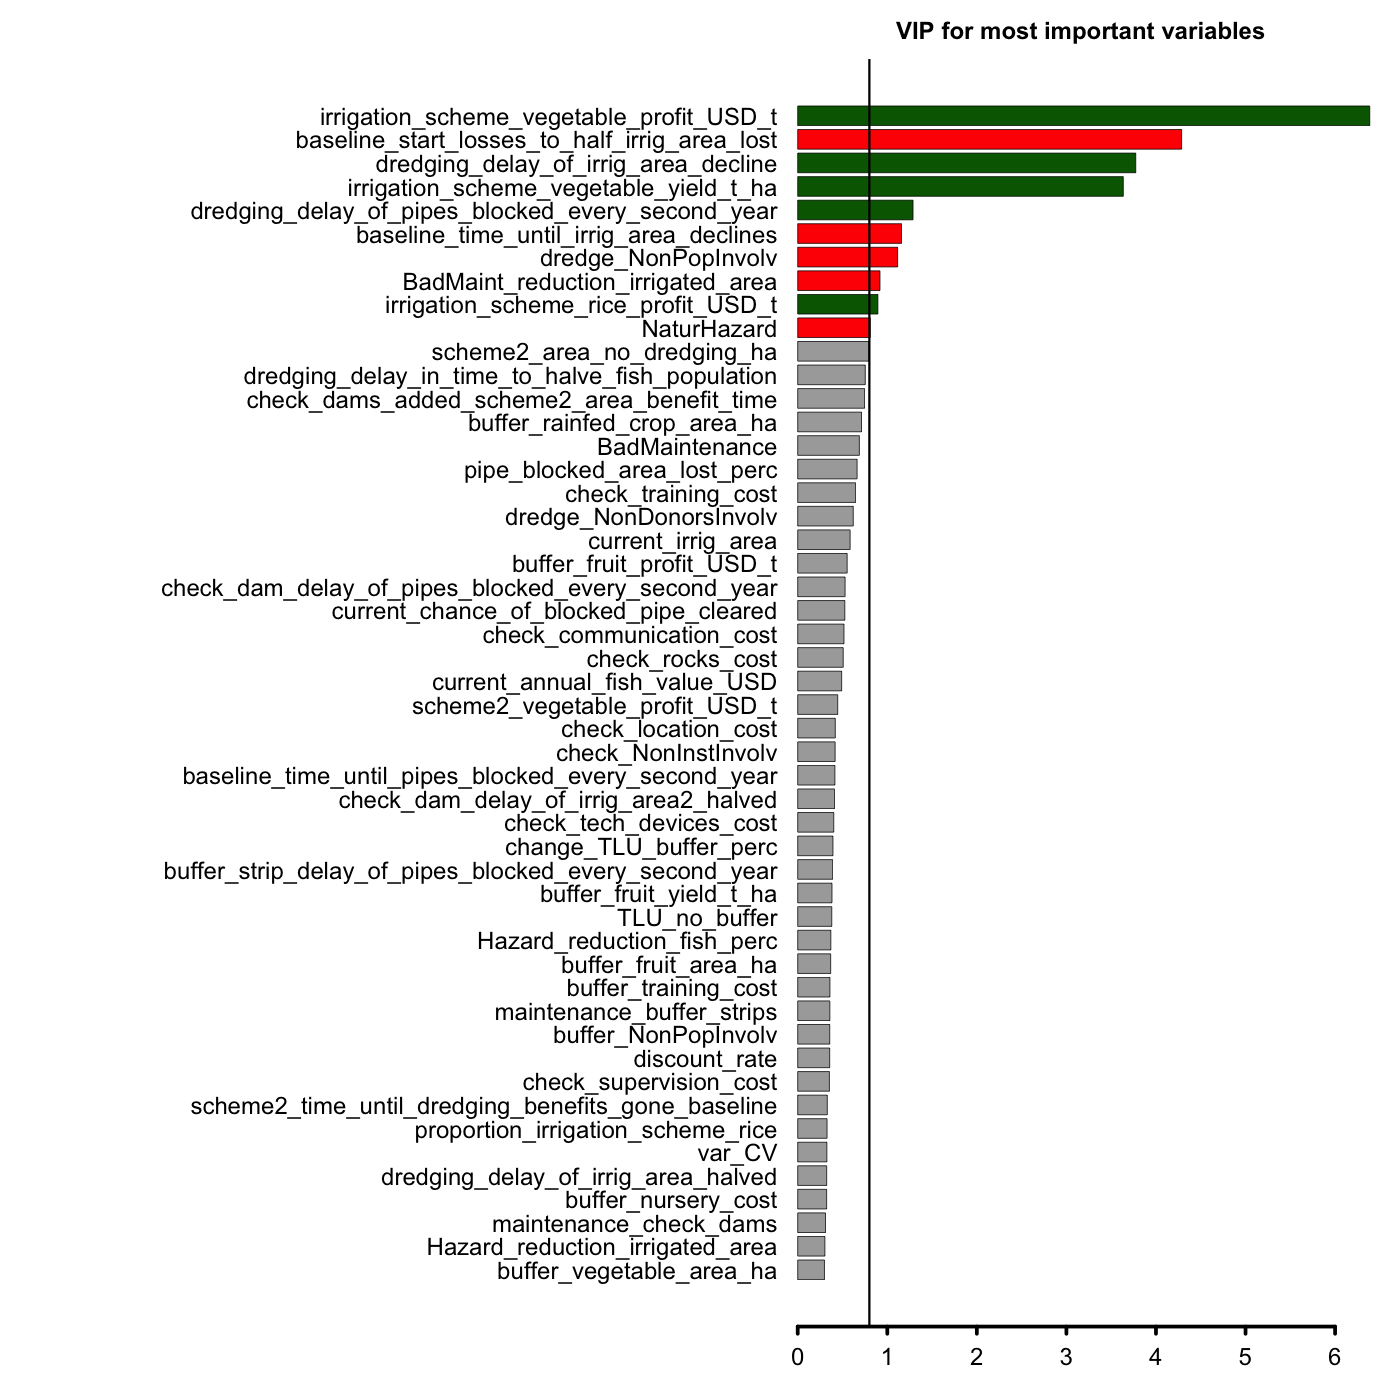 VIP for most important variables
irrigation_scheme_vegetable_profit_USD_t
baseline_start_losses_to_half_irrig_area_lost
dredging_delay_of_irrig_area_decline
irrigation_scheme_vegetable_yield_t_ha
dredging_delay_of_pipes_blocked_every_second_year
baseline_time_until_irrig_area_declines
dredge_NonPopInvolv
BadMaint_reduction_irrigated_area
irrigation_scheme_rice_profit_USD_t
NaturHazard
scheme2_area_no_dredging_ha
dredging_delay_in_time_to_halve_fish_population
check_dams_added_scheme2_area_benefit_time
buffer_rainfed_crop_area_ha
BadMaintenance
pipe_blocked_area_lost_perc
check_training_cost
dredge_NonDonorsInvolv
current_irrig_area
buffer_fruit_profit_USD_t
check_dam_delay_of_pipes_blocked_every_second_year
current_chance_of_blocked_pipe_cleared
check_communication_cost
check_rocks_cost
current_annual_fish_value_USD
scheme2_vegetable_profit_USD_t
check_location_cost
check_NonInstInvolv
baseline_time_until_pipes_blocked_every_second_year
check_dam_delay_of_irrig_area2_halved
check_tech_devices_cost
change_TLU_buffer_perc
buffer_strip_delay_of_pipes_blocked_every_second_year
buffer_fruit_yield_t_ha
TLU_no_buffer
Hazard_reduction_fish_perc
buffer_fruit_area_ha
buffer_training_cost
maintenance_buffer_strips
buffer_NonPopInvolv
discount_rate
check_supervision_cost
scheme2_time_until_dredging_benefits_gone_baseline
proportion_irrigation_scheme_rice
var_CV
dredging_delay_of_irrig_area_halved
buffer_nursery_cost
maintenance_check_dams
Hazard_reduction_irrigated_area
buffer_vegetable_area_ha
0 1 2 3 4 5 6